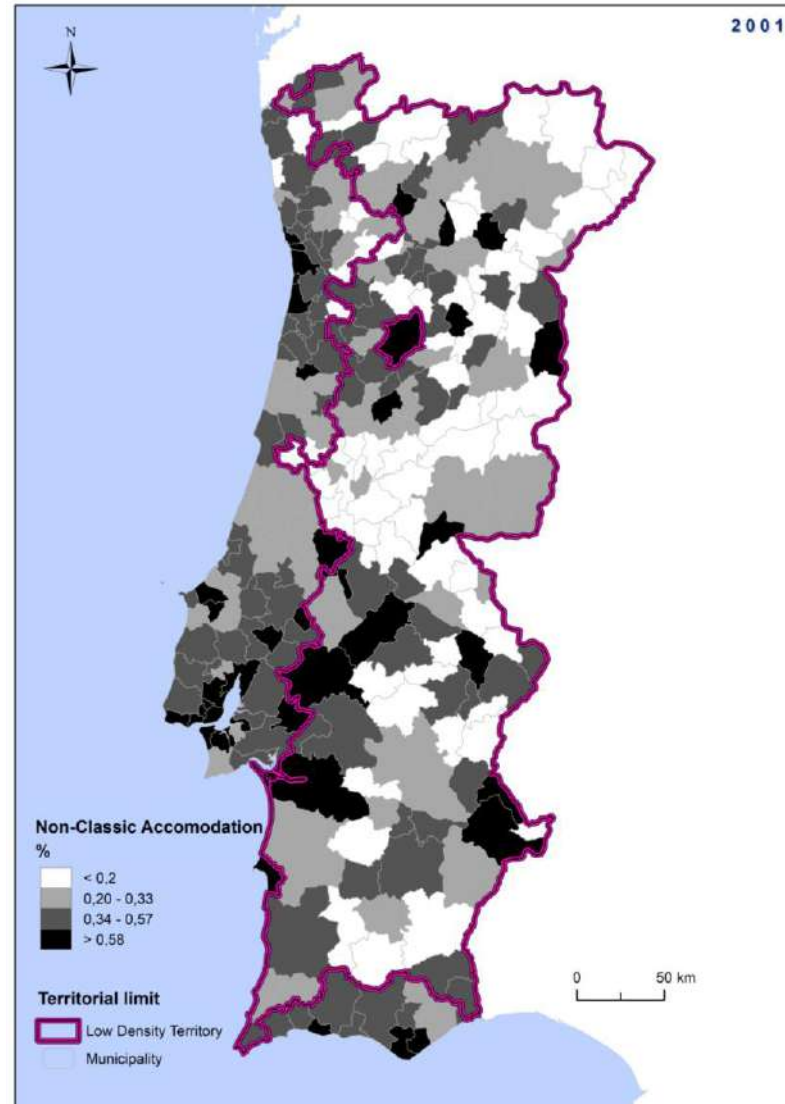 2001
N
Non-Classic Accomodation
%
< 0,2
0,20 - 0,33
0,34 - 0,57
> 0.58
0 50 km
Territorial limit
Low Density Territory
Municipality